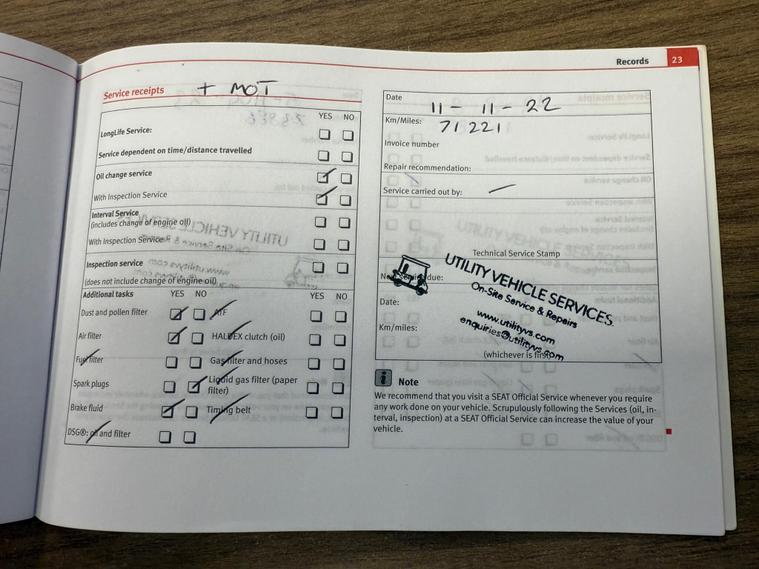 Records 23
Service receipts + MOT
YES NO
LongLife Service:
Service dependent on time/distance travelled
Oil change service
With Inspection Service
Interval Service
(includes change of engine oil)
With Inspection Service
Inspection service
(does not include change of engine oil)
Additional tasks YES NO YES NO
Dust and pollen filter ATF
Air filter HALDEX clutch (oil)
Fuel filter Gas filter and hoses
Spark plugs Liquid gas filter (paper
filter)
Brake fluid Timing belt
DSG®: oil and filter
Date 11 - 11 - 22
Km/Miles: 71221
Invoice number
Repair recommendation:
Service carried out by:
Technical Service Stamp
UTILITY VEHICLE SERVICES
On-Site Service & Repairs
www.utilityvs.com
enquiries@utilityvs.com
due:
Date:
Km/miles:
(whichever is first)
i Note
We recommend that you visit a SEAT Official Service whenever you require
any work done on your vehicle. Scrupulously following the Services (oil, in-
terval, inspection) at a SEAT Official Service can increase the value of your
vehicle.